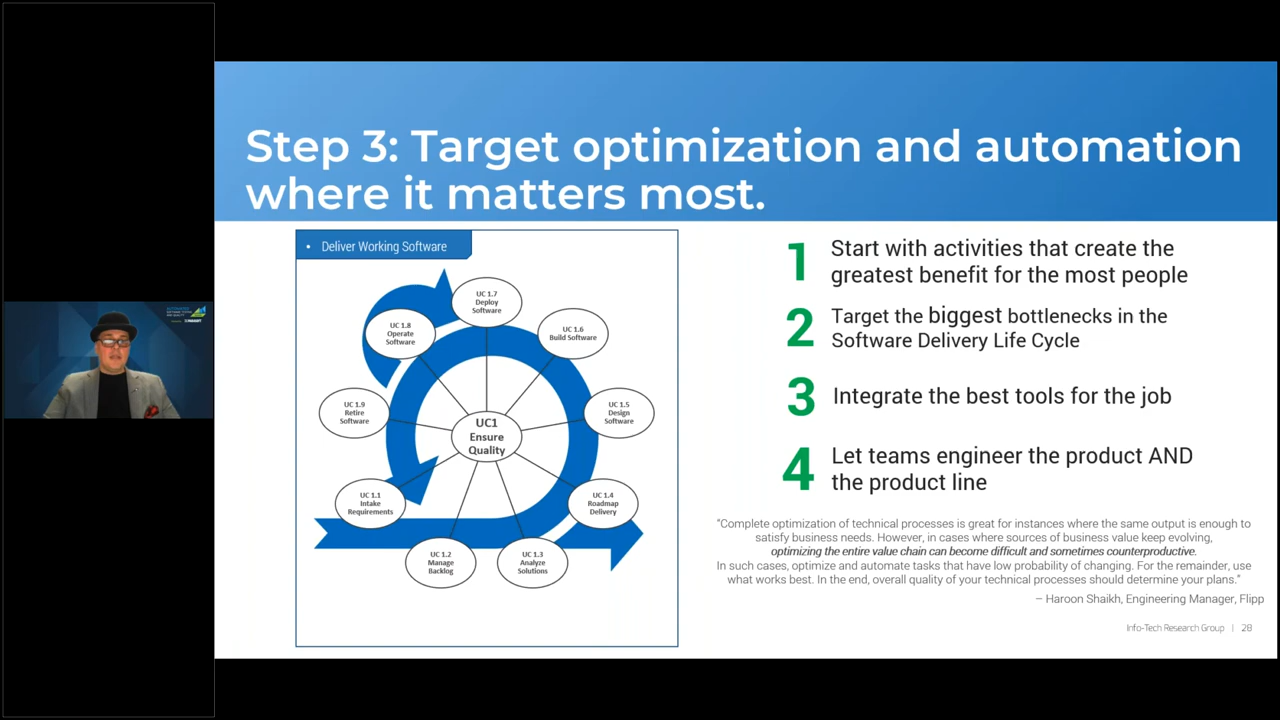 Step 3: Target optimization and automation
where it matters most.
• Deliver Working Software
UC 1.7
Deploy
Software
UC 1.8
Operate
Software
UC 1.6
Build Software
UC 1.9
Retire
Software
UC 1.5
Design
Software
UC1
Ensure
Quality
UC 1.1
Intake
Requirements
UC 1.4
Roadmap
Delivery
UC 1.2
Manage
Backlog
UC 1.3
Analyze
Solutions
1 Start with activities that create the
greatest benefit for the most people
2 Target the biggest bottlenecks in the
Software Delivery Life Cycle
3 Integrate the best tools for the job
4 Let teams engineer the product AND
the product line
“Complete optimization of technical processes is great for instances where the same output is enough to
satisfy business needs. However, in cases where sources of business value keep evolving,
optimizing the entire value chain can become difficult and sometimes counterproductive.
In such cases, optimize and automate tasks that have low probability of changing. For the remainder, use
what works best. In the end, overall quality of your technical processes should determine your plans.”
– Haroon Shaikh, Engineering Manager, Flipp
Info-Tech Research Group | 28